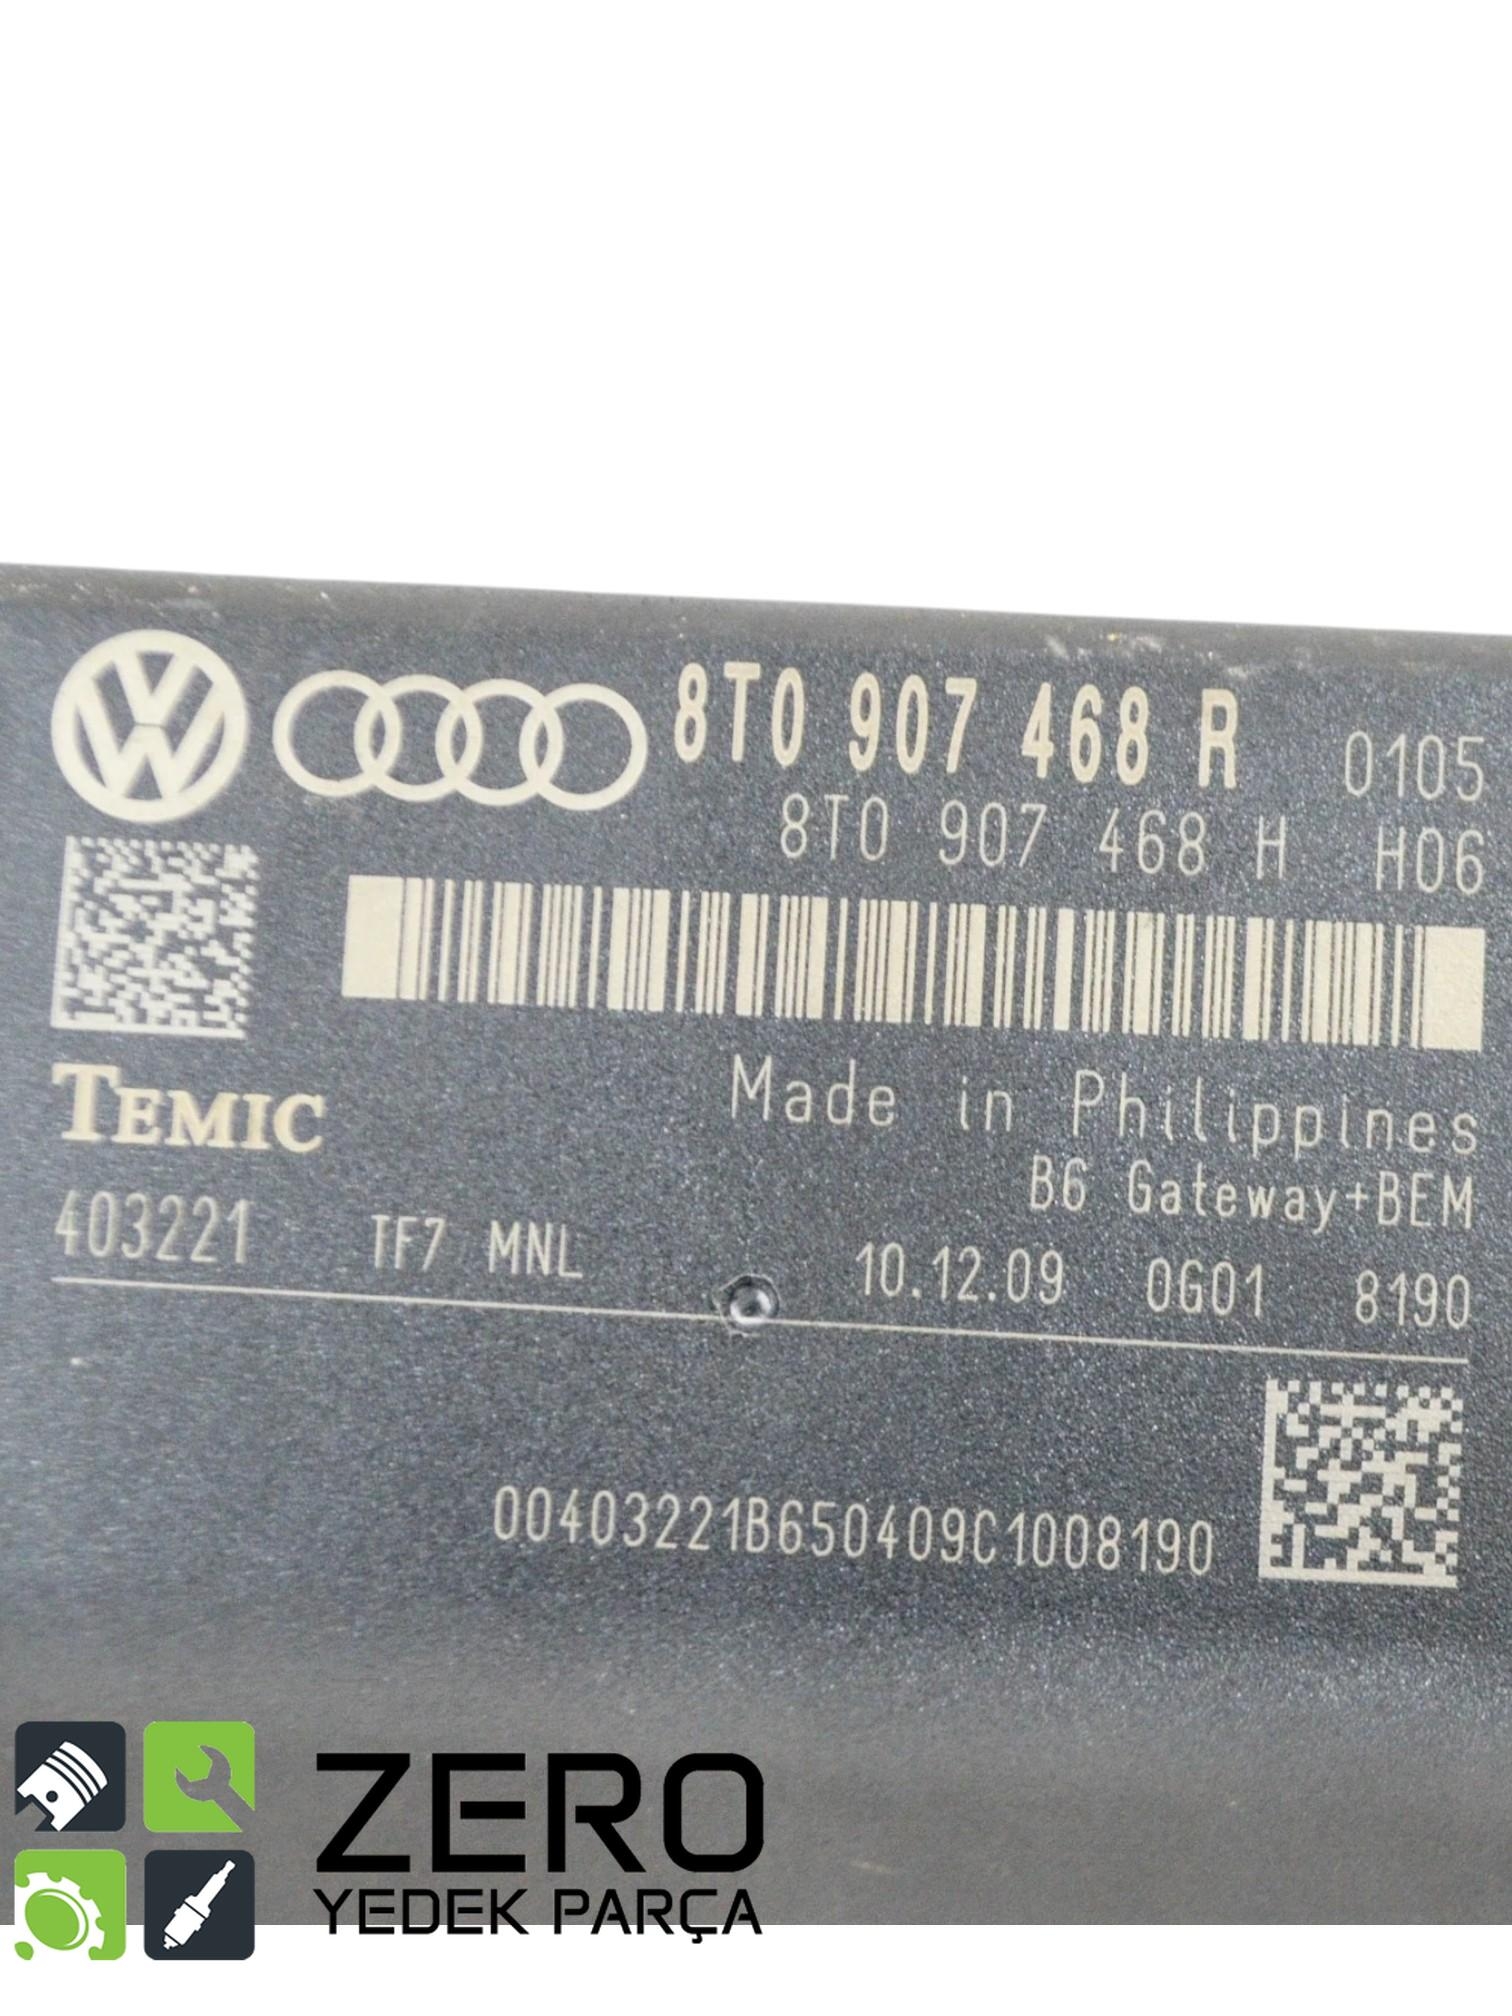 8T0 907 468 R 0105
8T0 907 468 H H06
TEMIC
Made in Philippines
B6 Gateway+BEM
403221 TF7 MNL 10.12.09 0G01 8190
00403221B650409C1008190
ZERO
YEDEK PARÇA